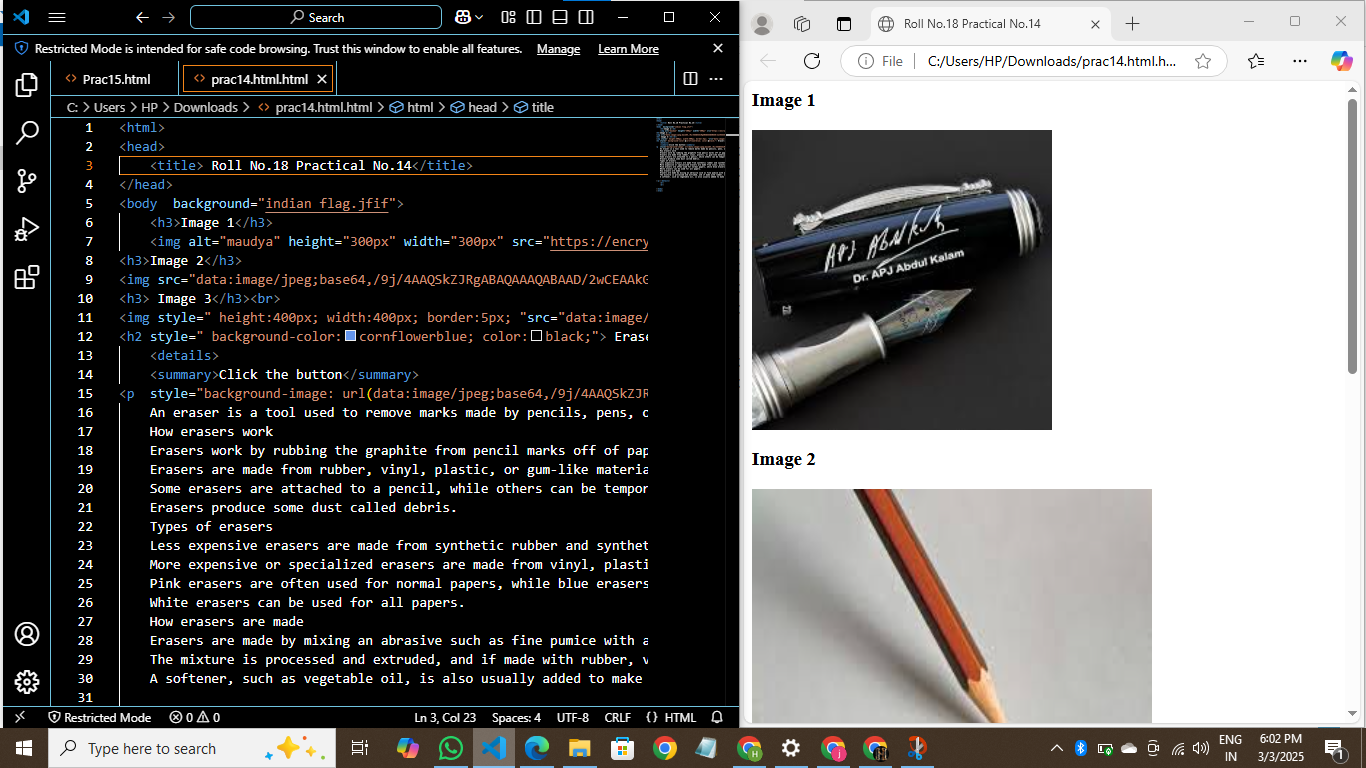 Search
Restricted Mode is intended for safe code browsing. Trust this window to enable all features. Manage Learn More
Prac15.html prac14.html.html
C: > Users > HP > Downloads > prac14.html.html > html > head > title
1 <html>
2 <head>
3 <title> Roll No.18 Practical No.14</title>
4 </head>
5 <body  background="indian flag.jfif">
6 <h3>Image 1</h3>
7 <img alt="maudya" height="300px" width="300px" src="https://encry
8 <h3>Image 2</h3>
9 <img src="data:image/jpeg;base64,/9j/4AAQSkZJRgABAQAAAQABAAD/2wCEAAkG
10 <h3> Image 3</h3><br>
11 <img style=" height:400px; width:400px; border:5px; "src="data:image/
12 <h2 style=" background-color: cornflowerblue; color: black;"> Erase
13 <details>
14 <summary>Click the button</summary>
15 <p  style="background-image: url(data:image/jpeg;base64,/9j/4AAQSkZJR
16 An eraser is a tool used to remove marks made by pencils, pens, o
17 How erasers work
18 Erasers work by rubbing the graphite from pencil marks off of pap
19 Erasers are made from rubber, vinyl, plastic, or gum-like materia
20 Some erasers are attached to a pencil, while others can be tempor
21 Erasers produce some dust called debris.
22 Types of erasers
23 Less expensive erasers are made from synthetic rubber and synthet
24 More expensive or specialized erasers are made from vinyl, plasti
25 Pink erasers are often used for normal papers, while blue erasers
26 White erasers can be used for all papers.
27 How erasers are made
28 Erasers are made by mixing an abrasive such as fine pumice with a
29 The mixture is processed and extruded, and if made with rubber, v
30 A softener, such as vegetable oil, is also usually added to make
31
Restricted Mode 0 0 Ln 3, Col 23 Spaces: 4 UTF-8 CRLF {} HTML
Roll No.18 Practical No.14
File C:/Users/HP/Downloads/prac14.html.h...
Image 1
APJ Abdul Kalam
Dr. APJ Abdul Kalam
Image 2
Type here to search
ENG 6:02 PM
IN 3/3/2025
1